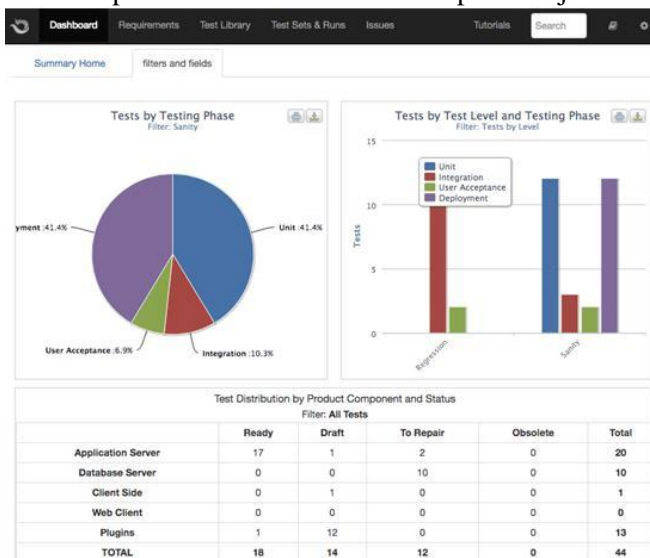 Dashboard Requirements Test Library Test Sets & Runs Issues Tutorials Search
Summary Home filters and fields
Tests by Testing Phase
Filter: Sanity
yment :41.4%
Unit :41.4%
User Acceptance :6.9%
Integration :10.3%
Tests by Test Level and Testing Phase
Filter: Tests by Level
15
10
5
0
Tests
Unit
Integration
User Acceptance
Deployment
Regression
Sanity
Test Distribution by Product Component and Status
Filter: All Tests
Ready Draft To Repair Obsolete Total
Application Server 17 1 2 0 20
Database Server 0 0 10 0 10
Client Side 0 1 0 0 1
Web Client 0 0 0 0 0
Plugins 1 12 0 0 13
TOTAL 18 14 12 0 44